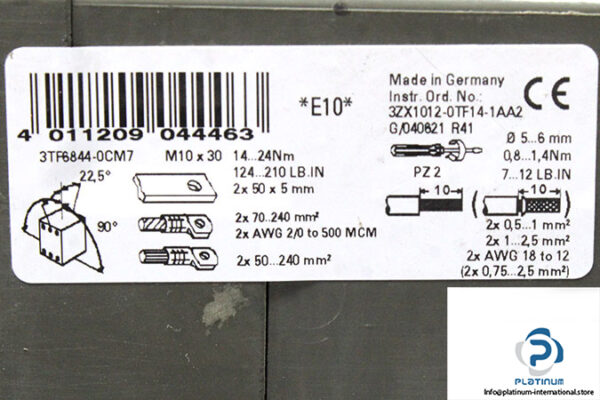 4 011209 044463
*E10*
Made in Germany
Instr. Ord. No.:
3ZX1012-0TF14-1AA2
G/040621 R41
CE
3TF6844-0CM7
M10 x 30
14...24Nm
124...210 LB.IN
2x 50 x 5 mm
22,5°
90°
2x 70...240 mm²
2x AWG 2/0 to 500 MCM
2x 50...240 mm²
Ø 5...6 mm
0,8...1,4Nm
PZ 2
7...12 LB.IN
10
10
2x 0,5...1 mm²
2x 1...2,5 mm²
2x AWG 18 to 12
(2x 0,75...2,5 mm²)
P
PLATINUM
Info@platinum-international.store